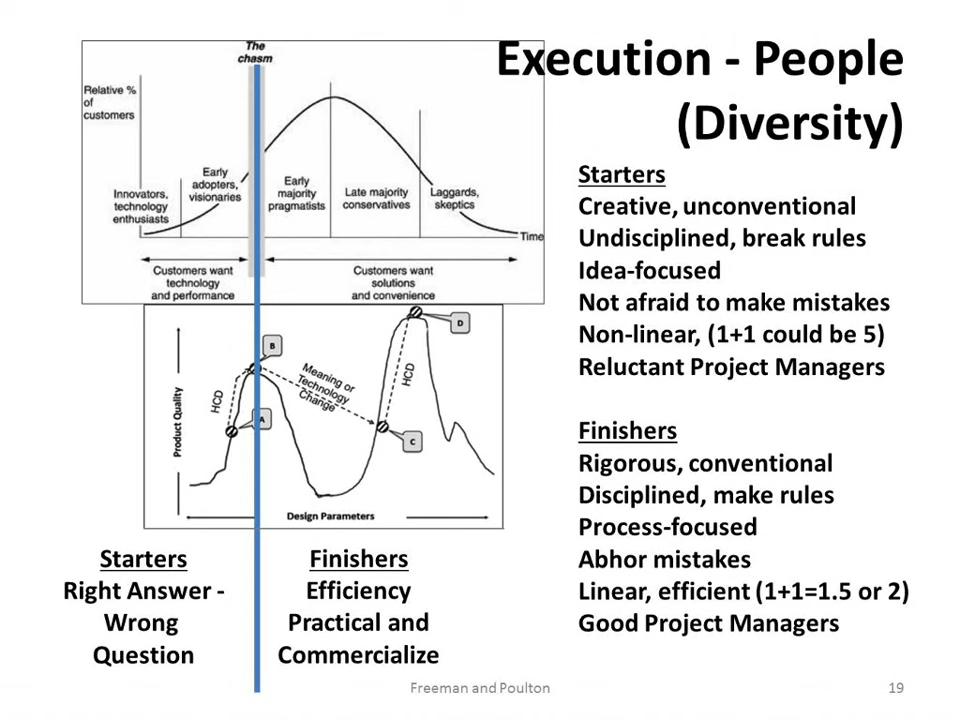 Execution - People
(Diversity)
The
chasm
Relative %
of
customers
Innovators,
technology
enthusiasts
Early
adopters,
visionaries
Early
majority
pragmatists
Late majority
conservatives
Laggards,
skeptics
Time
Customers want
technology
and performance
Customers want
solutions
and convenience
Product Quality
HCD
A
B
Meaning or
Technology
Change
C
HCD
D
Design Parameters
Starters
Right Answer -
Wrong
Question
Finishers
Efficiency
Practical and
Commercialize
Starters
Creative, unconventional
Undisciplined, break rules
Idea-focused
Not afraid to make mistakes
Non-linear, (1+1 could be 5)
Reluctant Project Managers
Finishers
Rigorous, conventional
Disciplined, make rules
Process-focused
Abhor mistakes
Linear, efficient (1+1=1.5 or 2)
Good Project Managers
Freeman and Poulton
19